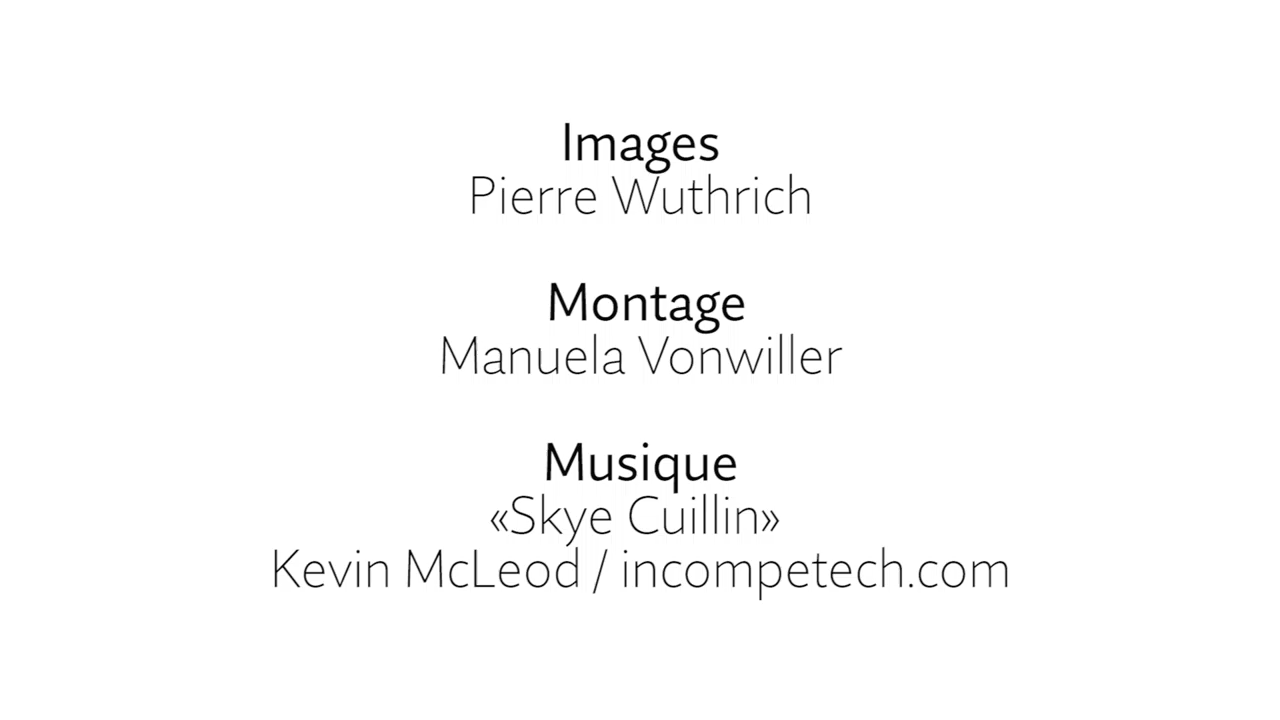 Images
Pierre Wuthrich
Montage
Manuela Vonwiller
Musique
«Skye Cuillin»
Kevin McLeod / incompetech.com